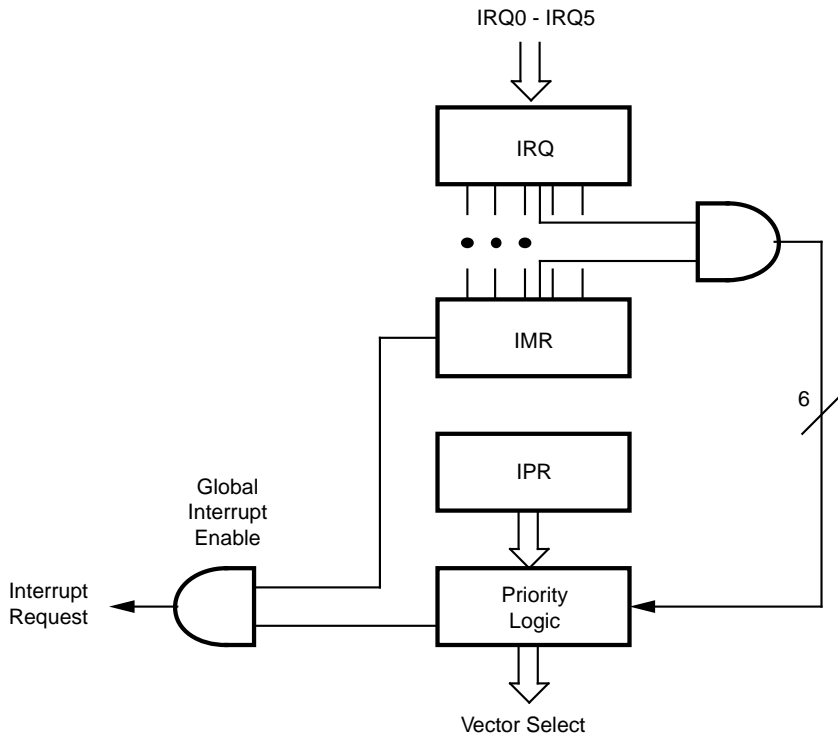 IRQ0 - IRQ5
IRQ
IMR
6
IPR
Global
Interrupt
Enable
Interrupt
Request
Priority
Logic
Vector Select